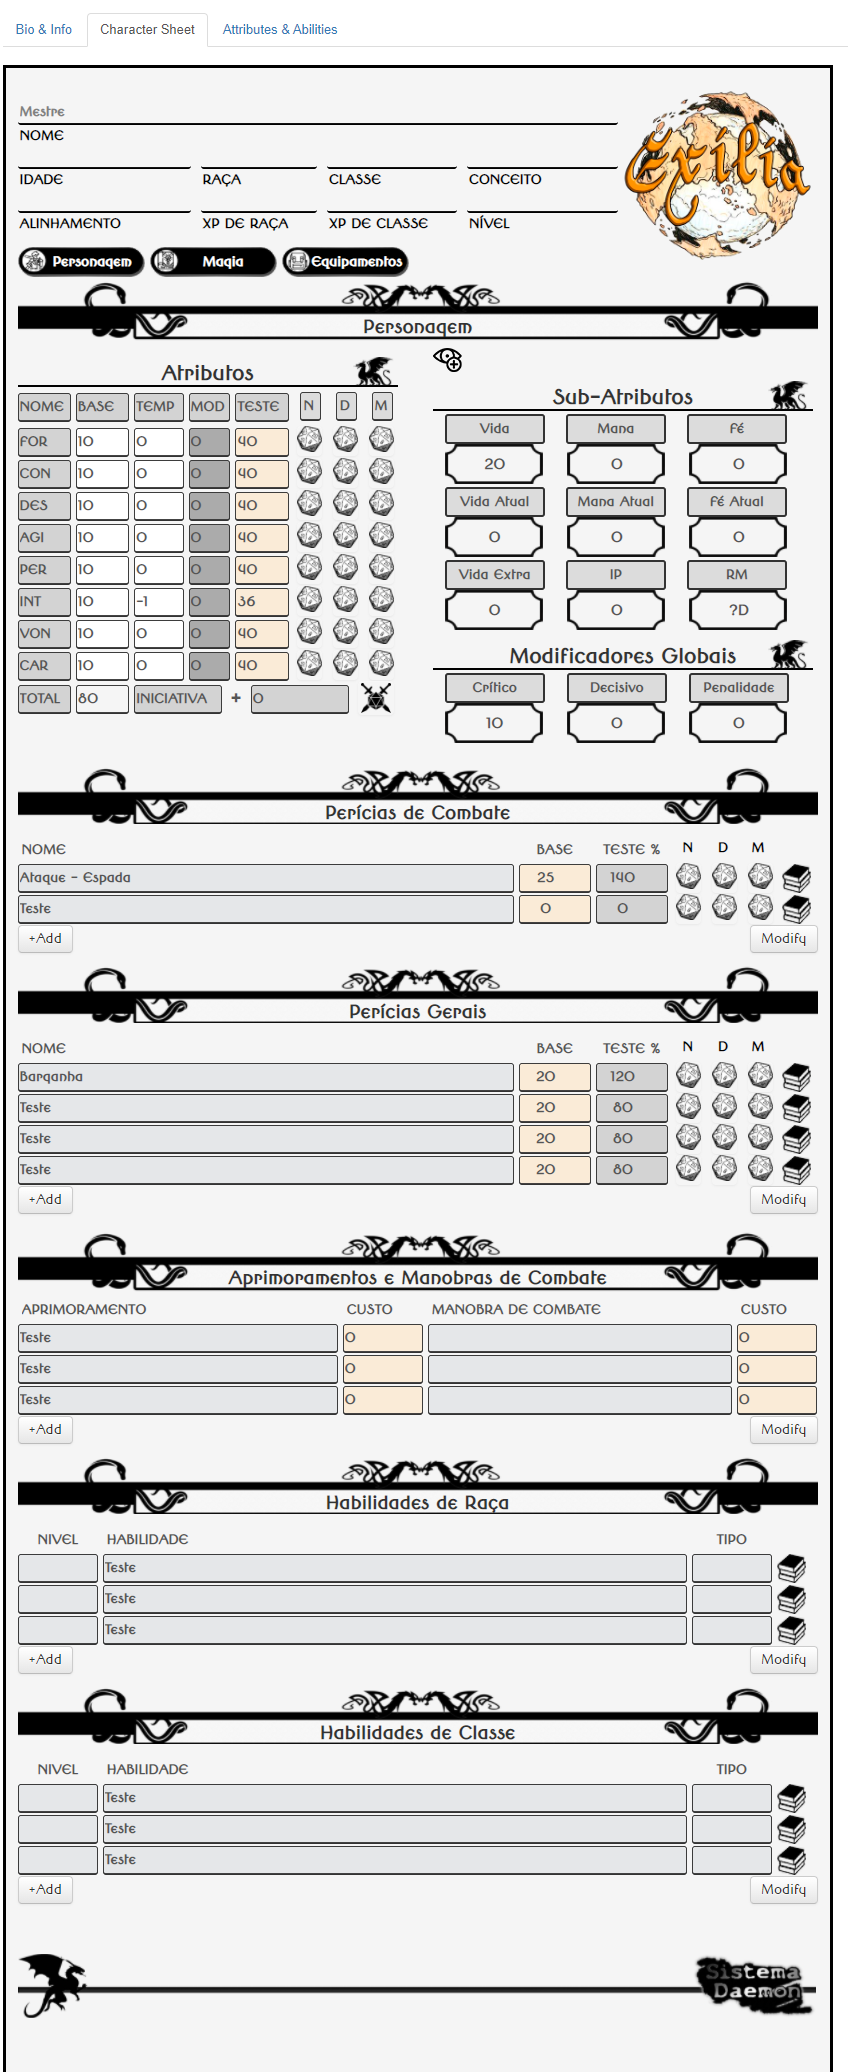 Bio & Info Character Sheet Attributes & Abilities
Mestre
NOME
Exilia
IDADE RAÇA CLASSE CONCEITO
ALINHAMENTO XP DE RAÇA XP DE CLASSE NÍVEL
Personagem Magia Equipamentos
Personagem
Atributos
NOME BASE TEMP MOD TESTE N D M
FOR 10 0 0 40
CON 10 0 0 40
DES 10 0 0 40
AGI 10 0 0 40
PER 10 0 0 40
INT 10 -1 0 36
VON 10 0 0 40
CAR 10 0 0 40
TOTAL 80 INICIATIVA + 0
Sub-Atributos
Vida Mana Fé
20 0 0
Vida Atual Mana Atual Fé Atual
0 0 0
Vida Extra IP RM
0 0 ?D
Modificadores Globais
Crítico Decisivo Penalidade
10 0 0
Perícias de Combate
NOME BASE TESTE % N D M
Ataque - Espada 25 140
Teste 0 0
+Add Modify
Perícias Gerais
NOME BASE TESTE % N D M
Barganha 20 120
Teste 20 80
Teste 20 80
Teste 20 80
+Add Modify
Aprimoramentos e Manobras de Combate
APRIMORAMENTO CUSTO MANOBRA DE COMBATE CUSTO
Teste 0 0
Teste 0 0
Teste 0 0
+Add Modify
Habilidades de Raça
NIVEL HABILIDADE TIPO
Teste
Teste
Teste
+Add Modify
Habilidades de Classe
NIVEL HABILIDADE TIPO
Teste
Teste
Teste
+Add Modify
Sistema
Daemon